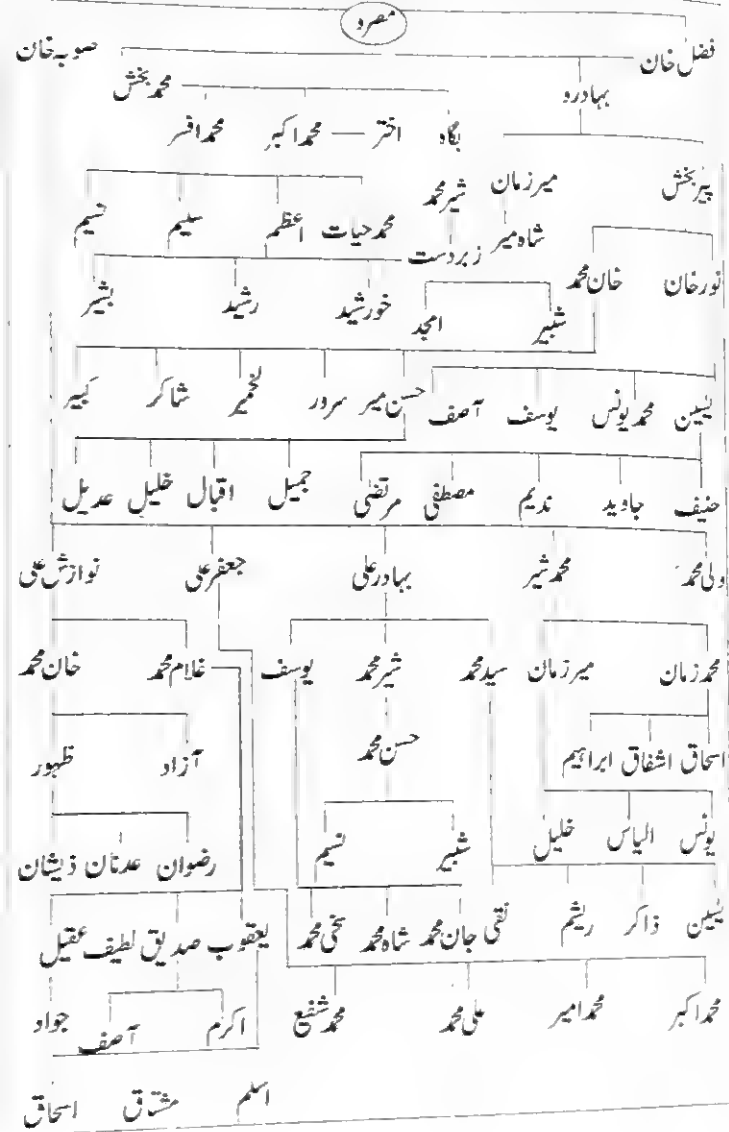 مصرو
فضل خان صوبہ خان
بہادرو محمد بخش
بگاہ اختر محمد اکبر محمد افسر
پیر بخش میرزمان شیر محمد
شاہ میر زبردست محمد حیات اعظم سلیم نسیم
نورخان خان محمد
شبیر امجد خورشید رشید بشیر
یٰسین محمد یونس یوسف آصف حسن میر سرور شاکر کبیر
حنیف جاوید ندیم مصطفیٰ مرتضیٰ جمیل اقبال خلیل عدیل
ولی محمد محمد شیر بہادر علی جعفر علی نوازش علی
محمد زمان میرزمان سید محمد شیر محمد یوسف غلام محمد خان محمد
اسحاق اشفاق ابراہیم حسن محمد آزاد ظہور
یونس الیاس خلیل شبیر نسیم رضوان عدنان ذیشان
یٰسین ذاکر ریشم نقی جان محمد شاہ محمد سخی محمد یعقوب صدیق لطیف عقیل
محمد اکبر محمد امیر علی محمد محمد شفیع اکرم آصف جواد
اسلم مشتاق اسحاق